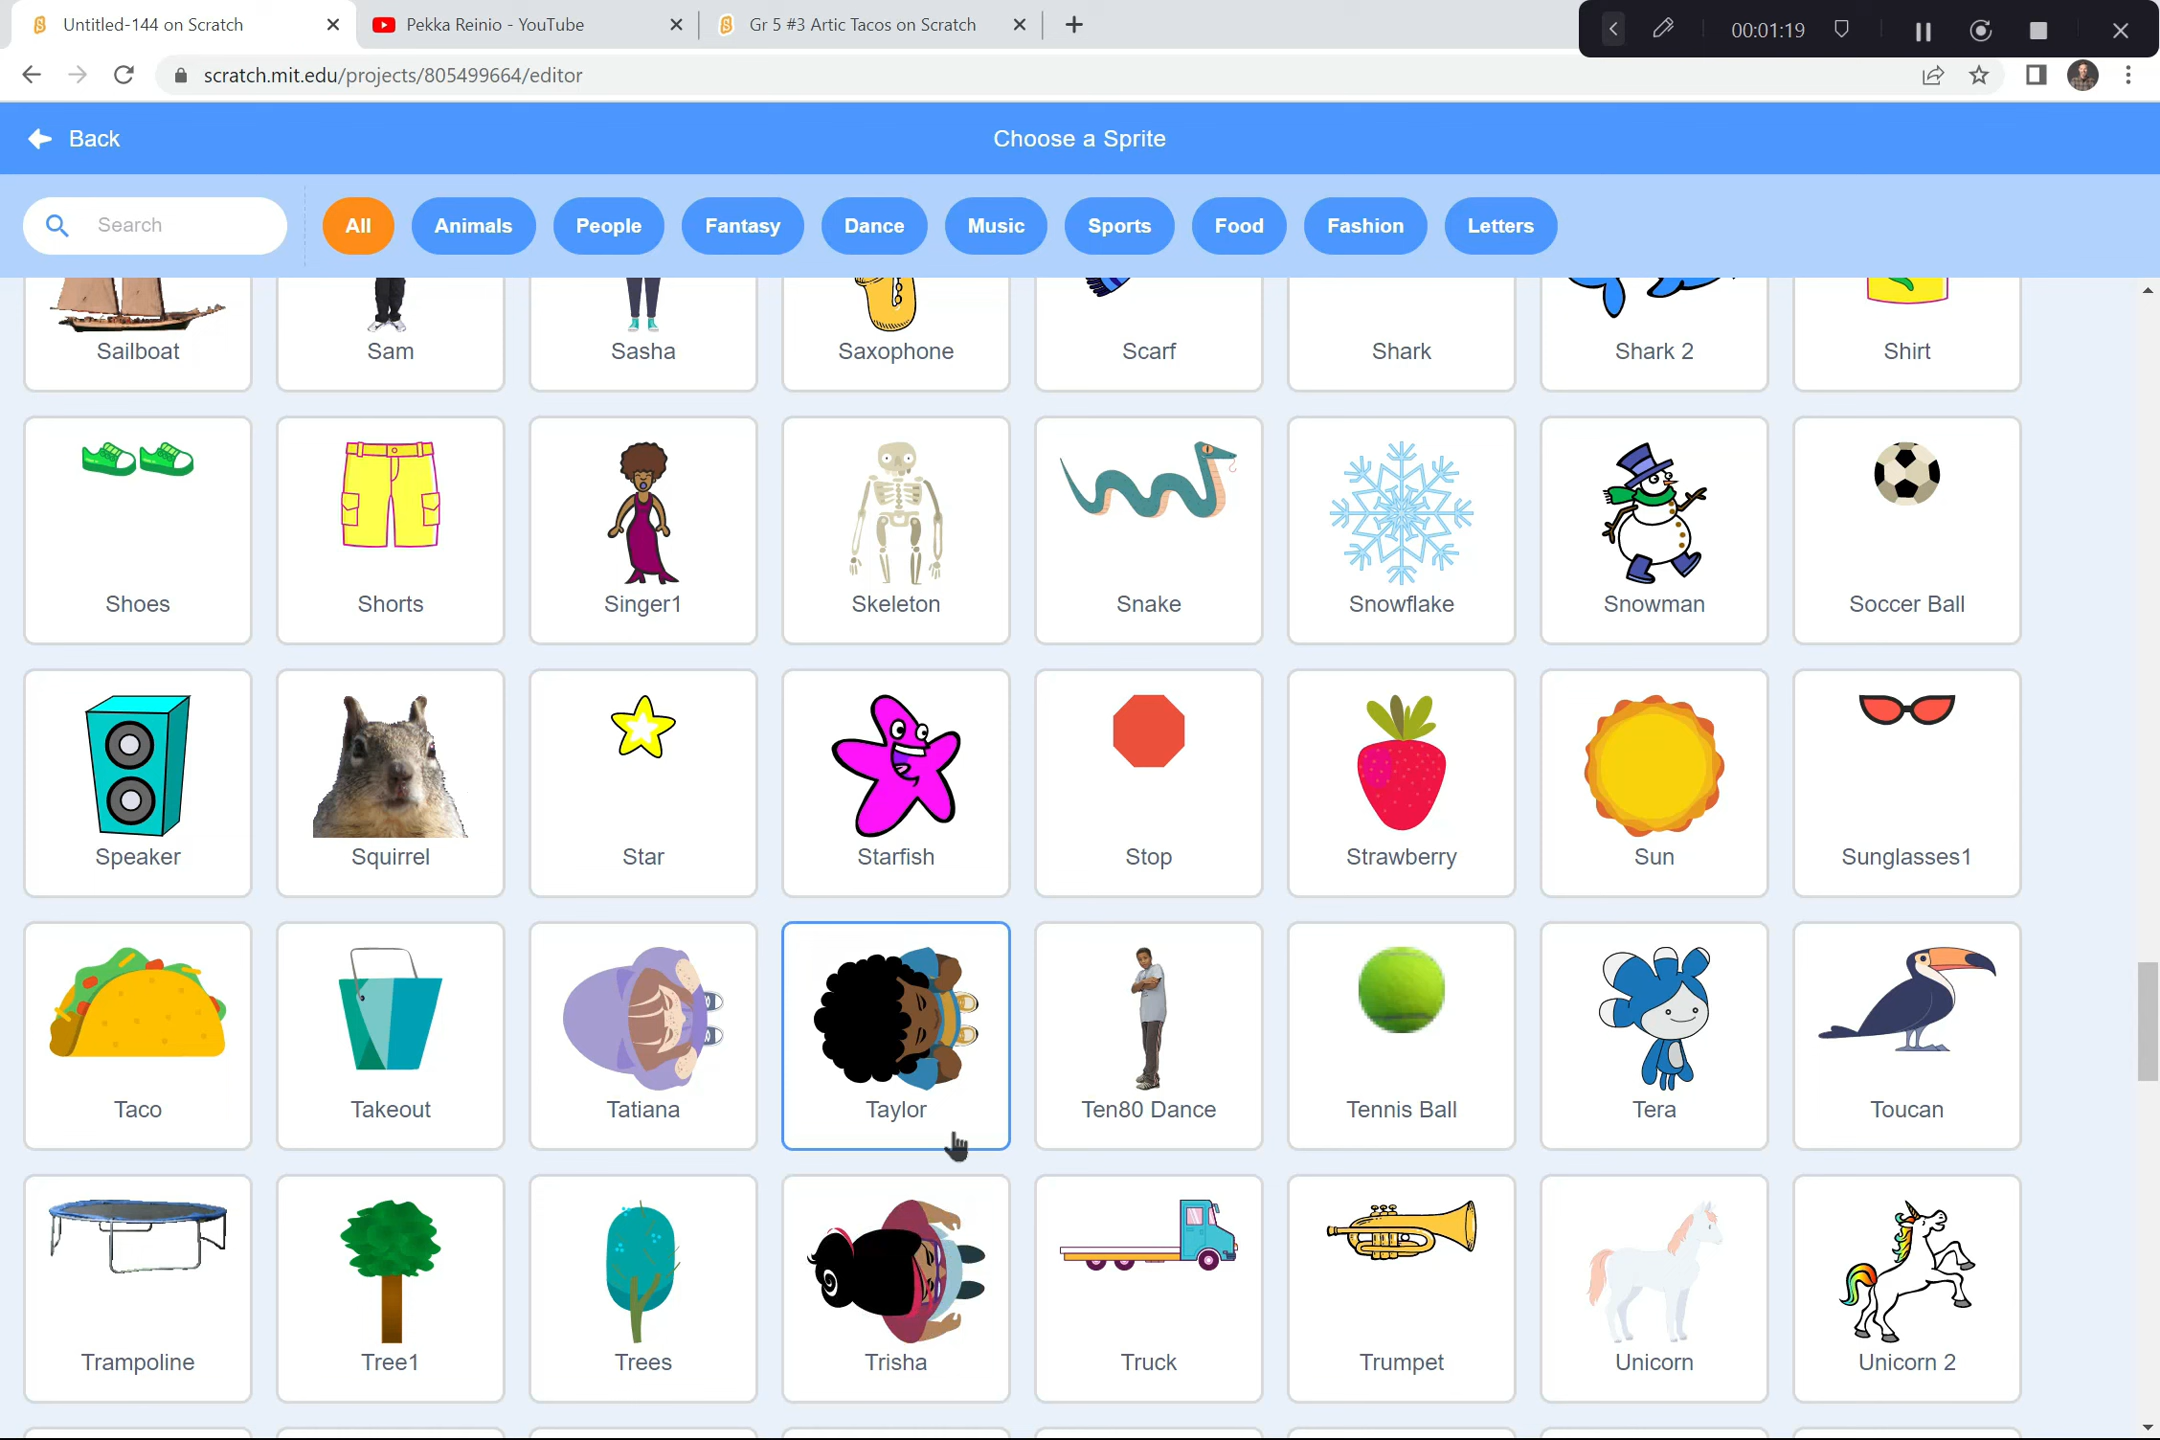 Untitled-144 on Scratch
Pekka Reinio - YouTube
Gr 5 #3 Artic Tacos on Scratch
00:01:19
scratch.mit.edu/projects/805499664/editor
Back
Choose a Sprite
Search
All
Animals
People
Fantasy
Dance
Music
Sports
Food
Fashion
Letters
Sailboat
Sam
Sasha
Saxophone
Scarf
Shark
Shark 2
Shirt
Shoes
Shorts
Singer1
Skeleton
Snake
Snowflake
Snowman
Soccer Ball
Speaker
Squirrel
Star
Starfish
Stop
Strawberry
Sun
Sunglasses1
Taco
Takeout
Tatiana
Taylor
Ten80 Dance
Tennis Ball
Tera
Toucan
Trampoline
Tree1
Trees
Trisha
Truck
Trumpet
Unicorn
Unicorn 2